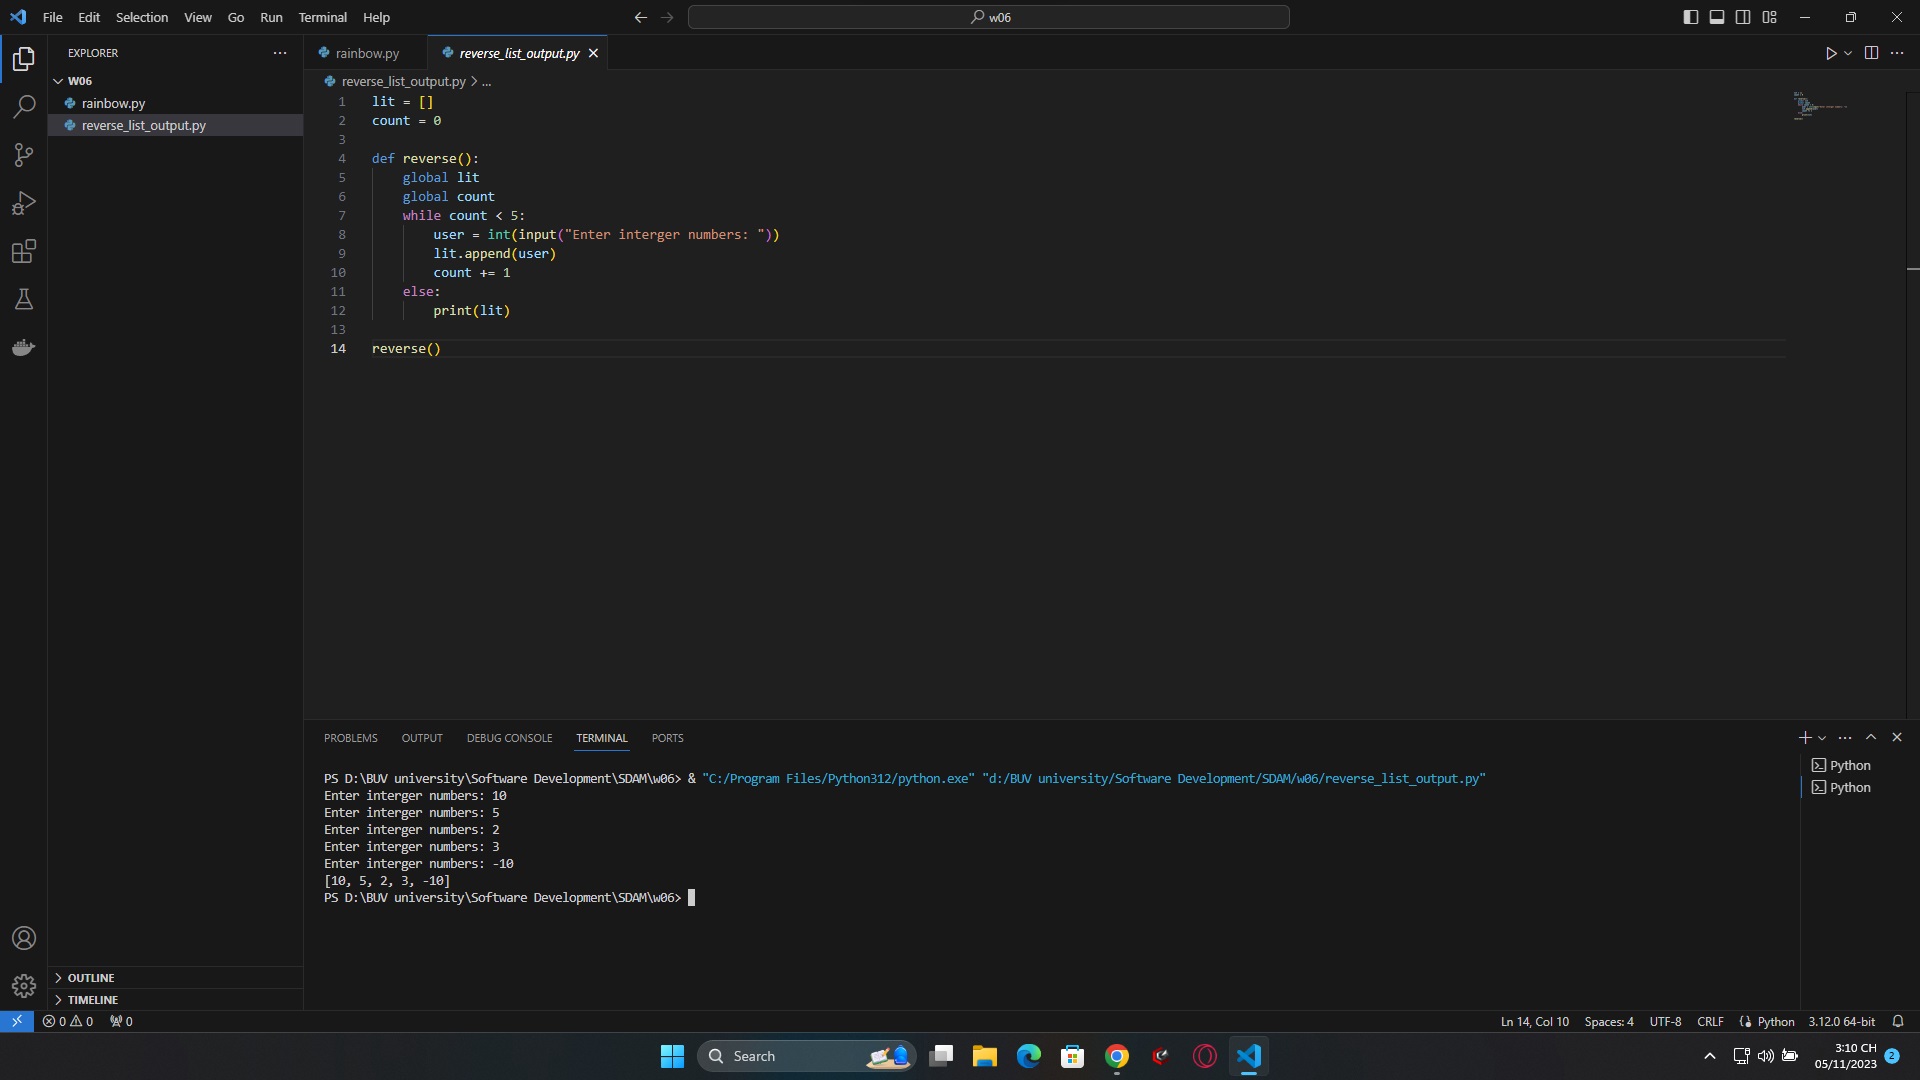 File Edit Selection View Go Run Terminal Help
w06
EXPLORER
W06
rainbow.py
reverse_list_output.py
OUTLINE
TIMELINE
rainbow.py reverse_list_output.py
reverse_list_output.py > ...
1 lit = []
2 count = 0
3
4 def reverse():
5 global lit
6 global count
7 while count < 5:
8 user = int(input("Enter interger numbers: "))
9 lit.append(user)
10 count += 1
11 else:
12 print(lit)
13
14 reverse()
PROBLEMS OUTPUT DEBUG CONSOLE TERMINAL PORTS
PS D:\BUV university\Software Development\SDAM\w06> & "C:/Program Files/Python312/python.exe" "d:/BUV university/Software Development/SDAM/w06/reverse_list_output.py"
Enter interger numbers: 10
Enter interger numbers: 5
Enter interger numbers: 2
Enter interger numbers: 3
Enter interger numbers: -10
[10, 5, 2, 3, -10]
PS D:\BUV university\Software Development\SDAM\w06>
Python
Python
0 0 0
Ln 14, Col 10 Spaces: 4 UTF-8 CRLF Python 3.12.0 64-bit
Search
3:10 CH
05/11/2023
2